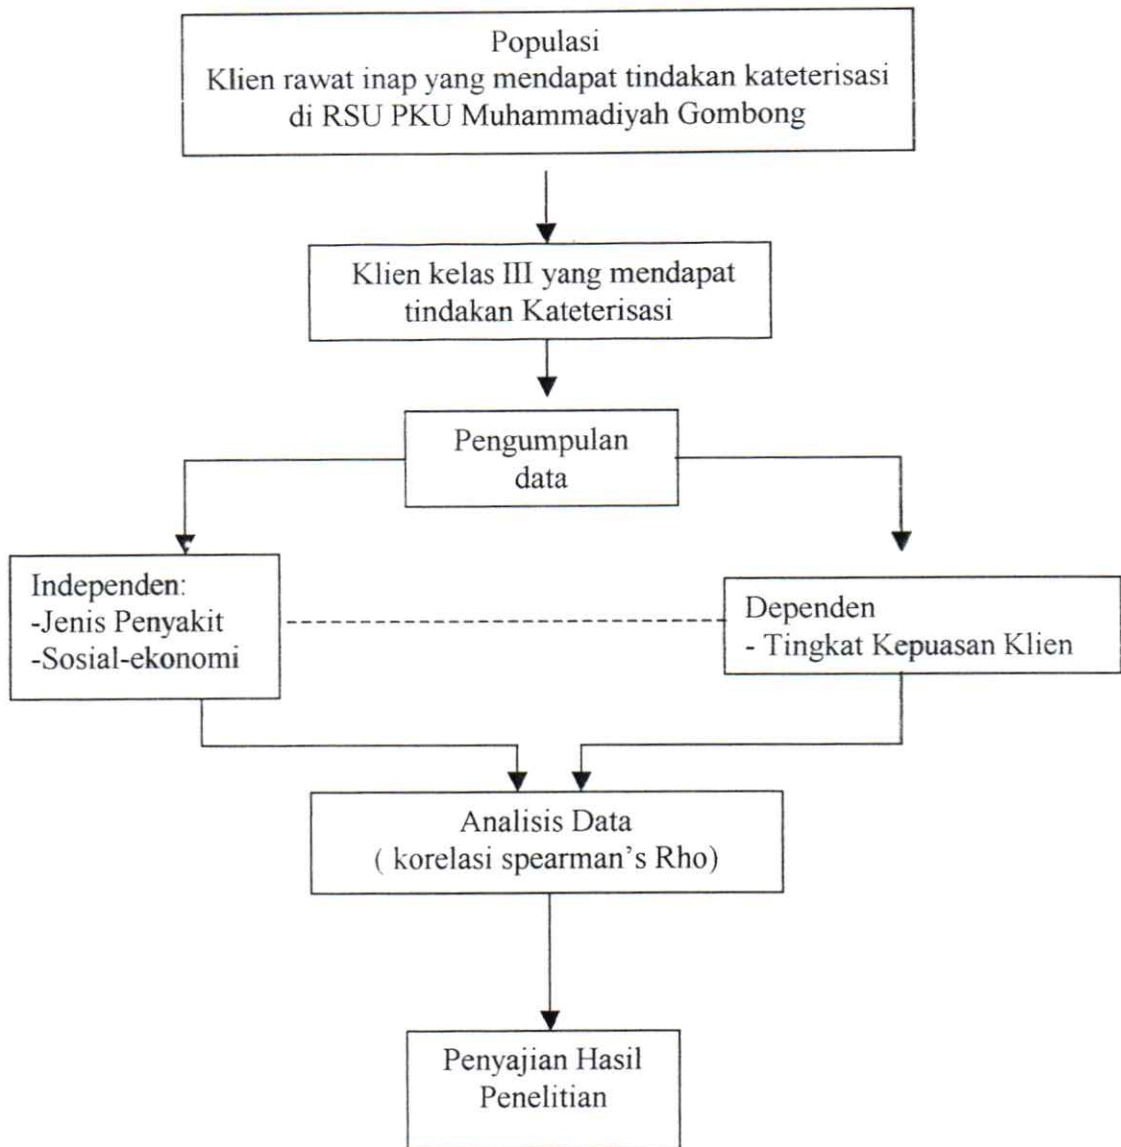 Populasi
Klien rawat inap yang mendapat tindakan kateterisasi
di RSU PKU Muhammadiyah Gombong
Klien kelas III yang mendapat
tindakan Kateterisasi
Pengumpulan
data
Independen:
-Jenis Penyakit
-Sosial-ekonomi
Dependen
- Tingkat Kepuasan Klien
Analisis Data
( korelasi spearman's Rho)
Penyajian Hasil
Penelitian